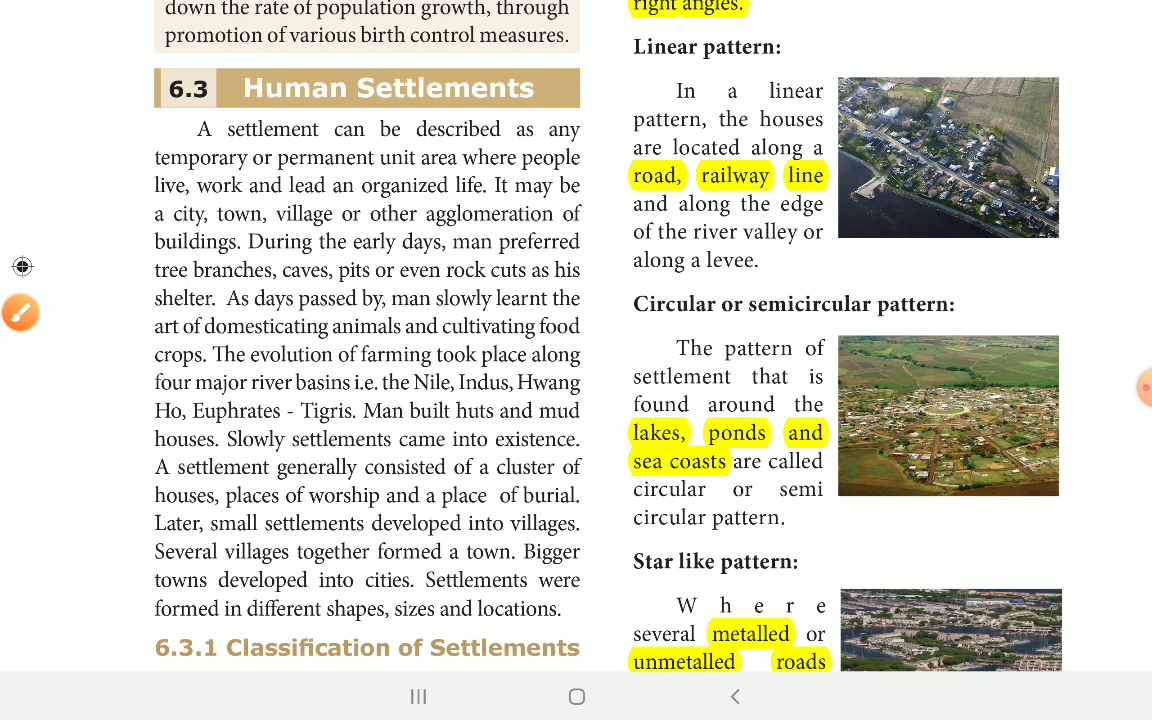 down the rate of population growth, through
promotion of various birth control measures.
6.3 Human Settlements
A settlement can be described as any
temporary or permanent unit area where people
live, work and lead an organized life. It may be
a city, town, village or other agglomeration of
buildings. During the early days, man preferred
tree branches, caves, pits or even rock cuts as his
shelter. As days passed by, man slowly learnt the
art of domesticating animals and cultivating food
crops. The evolution of farming took place along
four major river basins i.e. the Nile, Indus, Hwang
Ho, Euphrates - Tigris. Man built huts and mud
houses. Slowly settlements came into existence.
A settlement generally consisted of a cluster of
houses, places of worship and a place of burial.
Later, small settlements developed into villages.
Several villages together formed a town. Bigger
towns developed into cities. Settlements were
formed in different shapes, sizes and locations.
6.3.1 Classification of Settlements
right angles.
Linear pattern:
In a linear
pattern, the houses
are located along a
road, railway line
and along the edge
of the river valley or
along a levee.
Circular or semicircular pattern:
The pattern of
settlement that is
found around the
lakes, ponds and
sea coasts are called
circular or semi
circular pattern.
Star like pattern:
Where
several metalled or
unmetalled roads